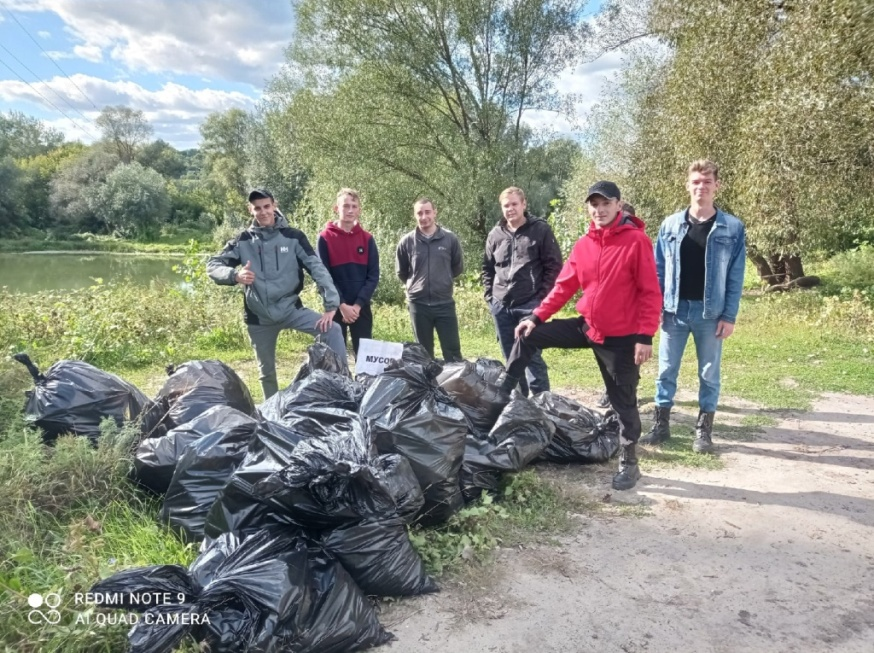 МУСОР
REDMI NOTE 9
AI QUAD CAMERA